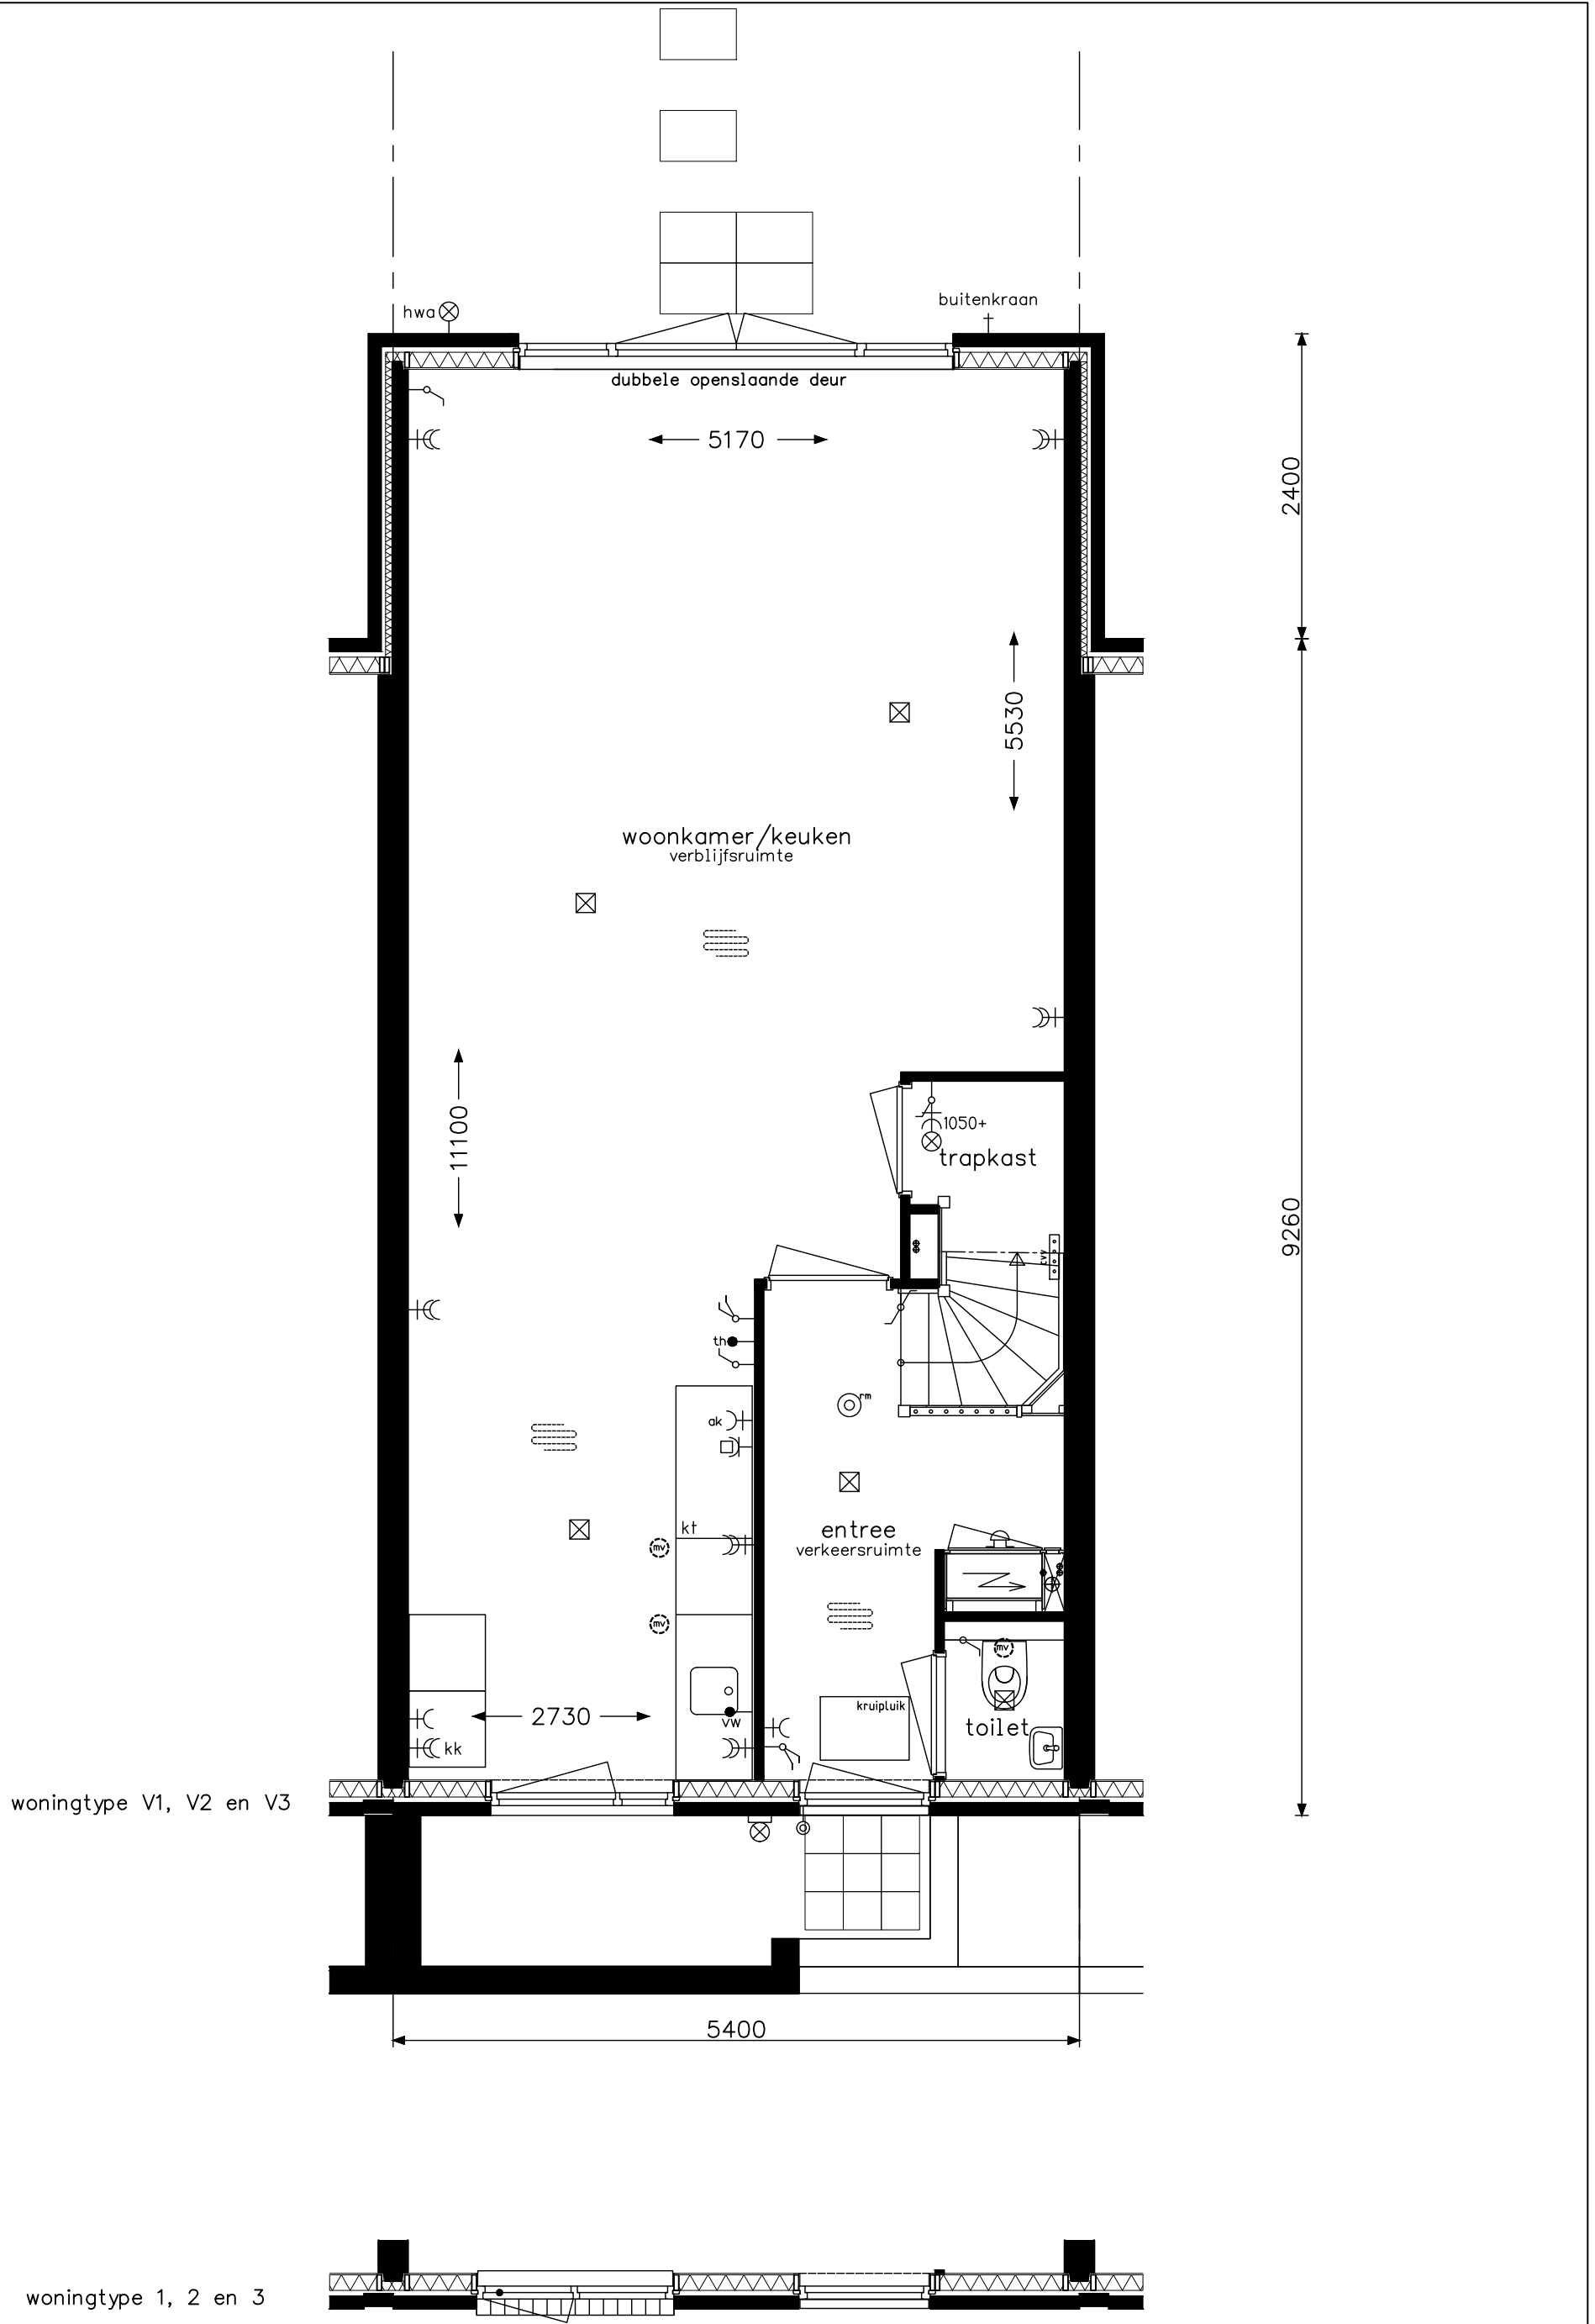 hwa
buitenkraan
dubbele openslaande deur
5170
2400
5530
woonkamer/keuken
verblijfsruimte
11100
1050+
trapkast
9260
th
rm
ak
kt
mv
entree
verkeersruimte
mv
mv
kruipluik
2730
vw
toilet
kk
woningtype V1, V2 en V3
5400
woningtype 1, 2 en 3